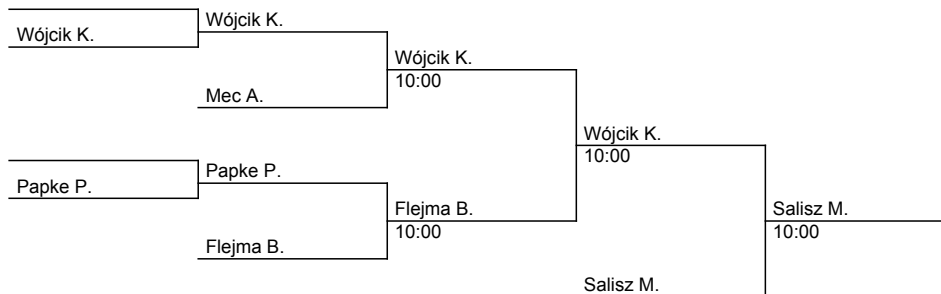 Wójcik K.
Wójcik K.
Wójcik K.
10:00
Mec A.
Wójcik K.
10:00
Papke P.
Papke P.
Flejma B.
10:00
Flejma B.
Salisz M.
10:00
Salisz M.